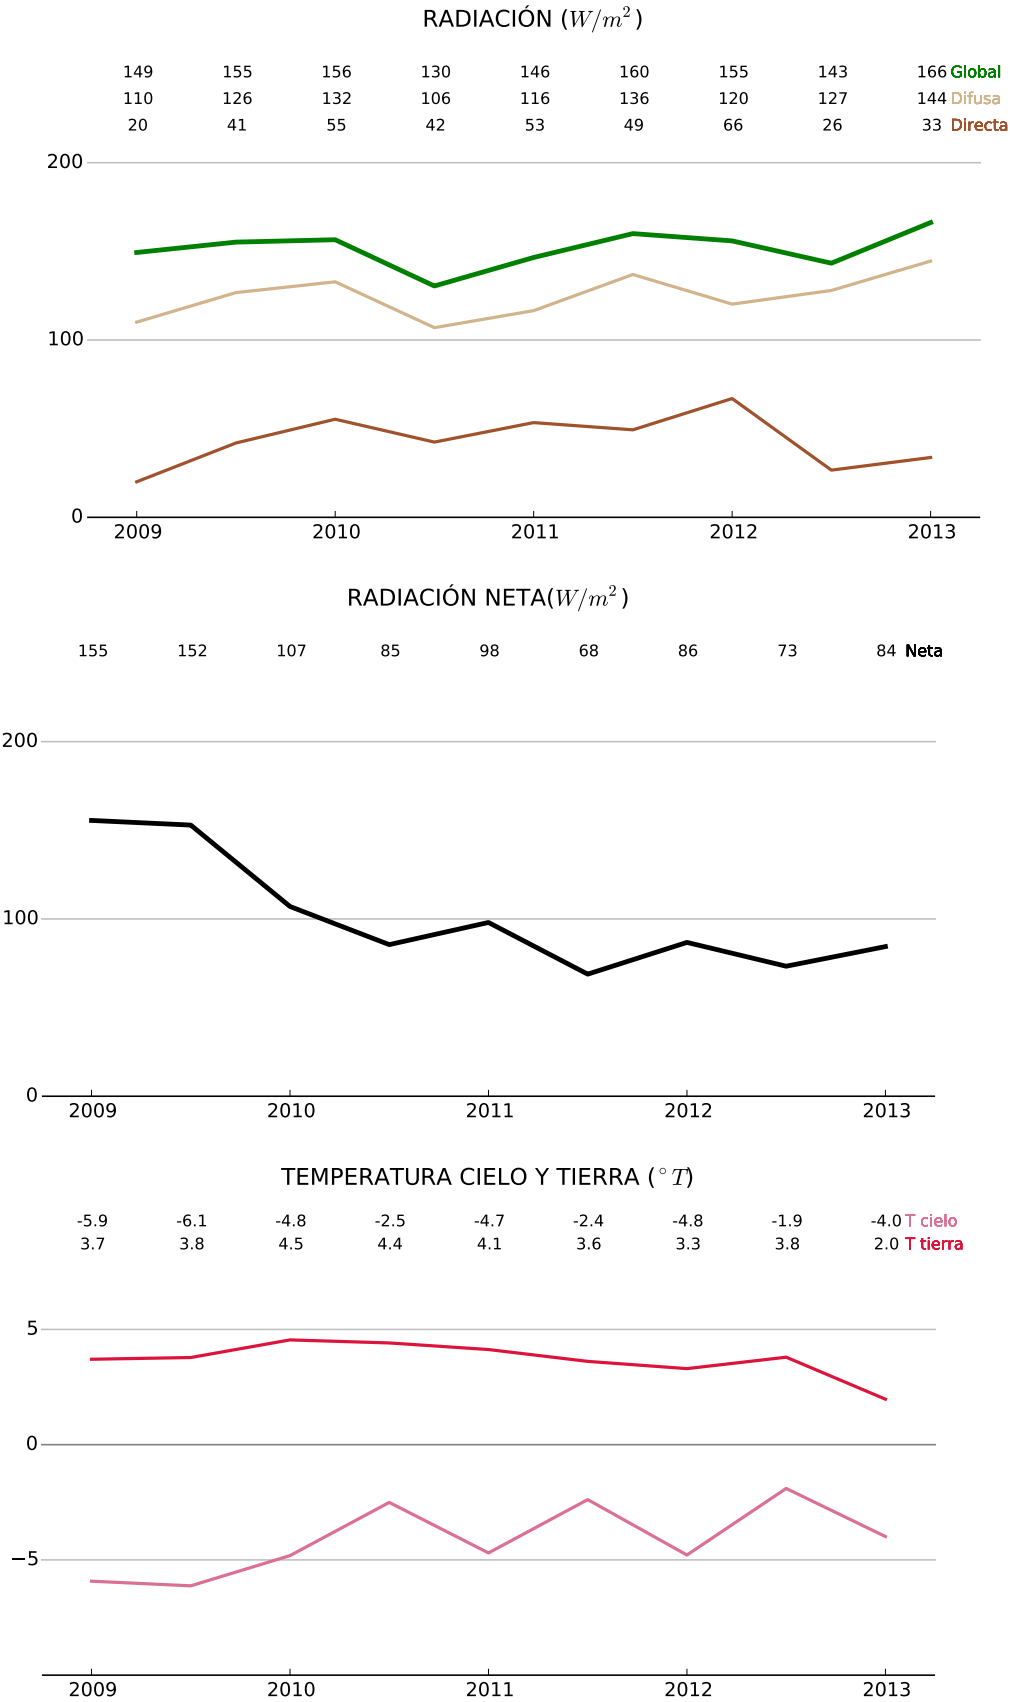 RADIACIÓN (W/m²)
149 155 156 130 146 160 155 143 166 Global
110 126 132 106 116 136 120 127 144 Difusa
20 41 55 42 53 49 66 26 33 Directa
200
100
0
2009 2010 2011 2012 2013
RADIACIÓN NETA(W/m²)
155 152 107 85 98 68 86 73 84 Neta
200
100
0
2009 2010 2011 2012 2013
TEMPERATURA CIELO Y TIERRA (°T)
-5.9 -6.1 -4.8 -2.5 -4.7 -2.4 -4.8 -1.9 -4.0 T cielo
3.7 3.8 4.5 4.4 4.1 3.6 3.3 3.8 2.0 T tierra
5
0
−5
2009 2010 2011 2012 2013